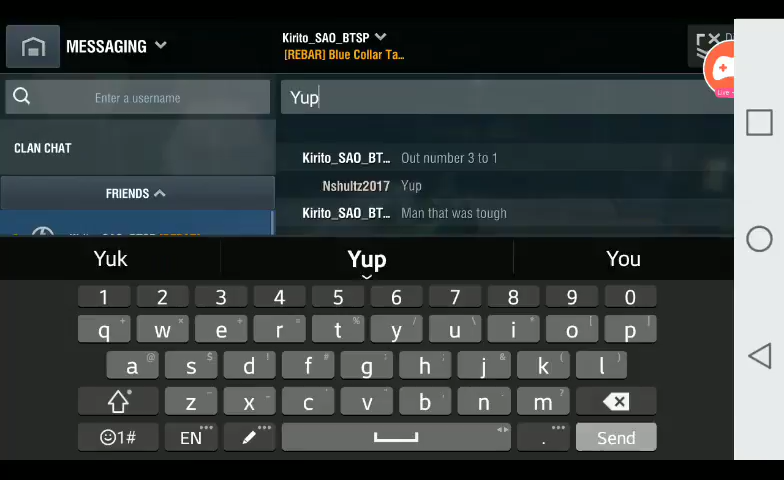 MESSAGING
Kirito_SAO_BTSP
[REBAR] Blue Collar Ta...
Live
Enter a username
Yup
CLAN CHAT
FRIENDS
Kirito_SAO_BT... Out number 3 to 1
Nshultz2017 Yup
Kirito_SAO_BT... Man that was tough
Yuk Yup You
1 2 3 4 5 6 7 8 9 0
q w e r t y u i o p
a s d f g h j k l
z x c v b n m
1# EN . Send